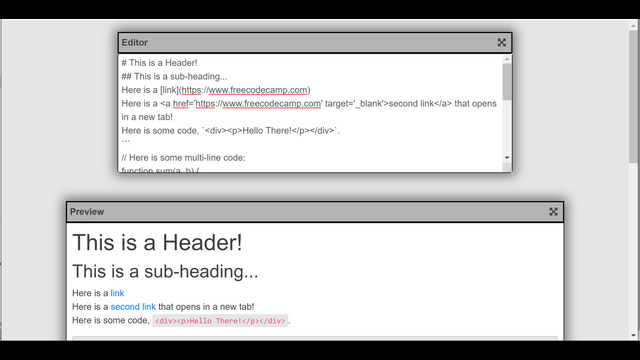 Editor
# This is a Header!
## This is a sub-heading...
Here is a [link](https://www.freecodecamp.com)
Here is a <a href='https://www.freecodecamp.com' target='_blank'>second link</a> that opens
in a new tab!
Here is some code, `<div><p>Hello There!</p></div>`.
```
// Here is some multi-line code:
function sum(a, b) {
Preview
This is a Header!
This is a sub-heading...
Here is a link
Here is a second link that opens in a new tab!
Here is some code, <div><p>Hello There!</p></div>.